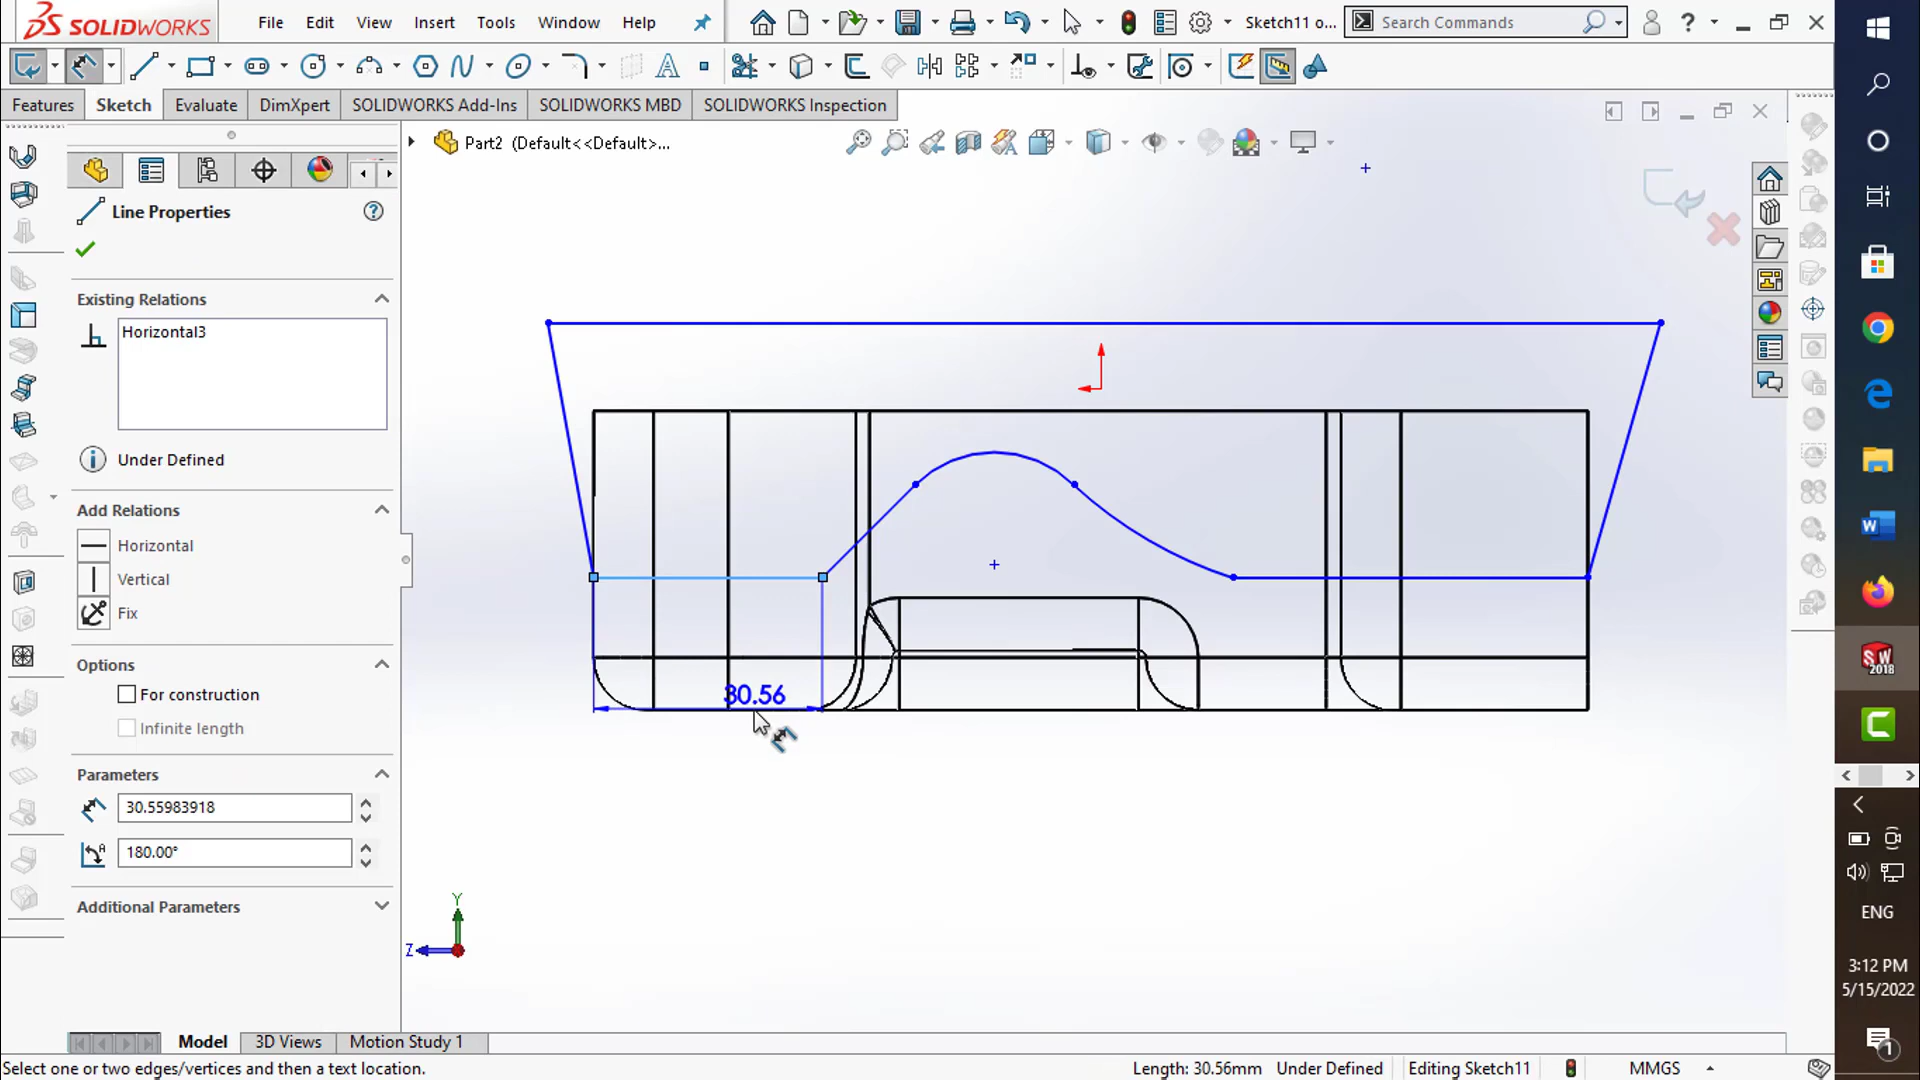 SOLIDWORKS File Edit View Insert Tools Window Help Sketch11 o... Search Commands
Features Sketch Evaluate DimXpert SOLIDWORKS Add-Ins SOLIDWORKS MBD SOLIDWORKS Inspection
Part2 (Default<<Default>...
Line Properties
Existing Relations
Horizontal3
Under Defined
Add Relations
Horizontal
Vertical
Fix
Options
For construction
Infinite length
Parameters
30.55983918
180.00°
Additional Parameters
30.56
Y
Z
Model 3D Views Motion Study 1
Select one or two edges/vertices and then a text location. Length: 30.56mm Under Defined Editing Sketch11 MMGS
SW
2018
ENG
3:12 PM
5/15/2022
1